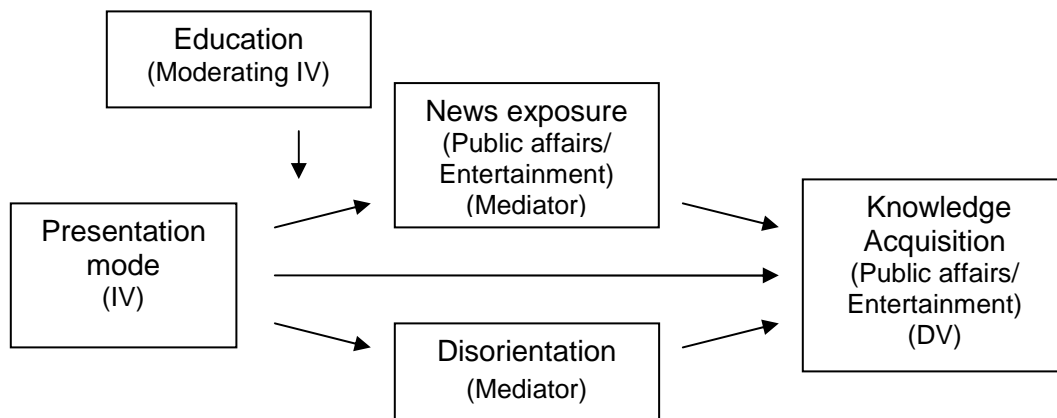 Education
(Moderating IV)
News exposure
(Public affairs/
Entertainment)
(Mediator)
Presentation
mode
(IV)
Knowledge
Acquisition
(Public affairs/
Entertainment)
(DV)
Disorientation
(Mediator)